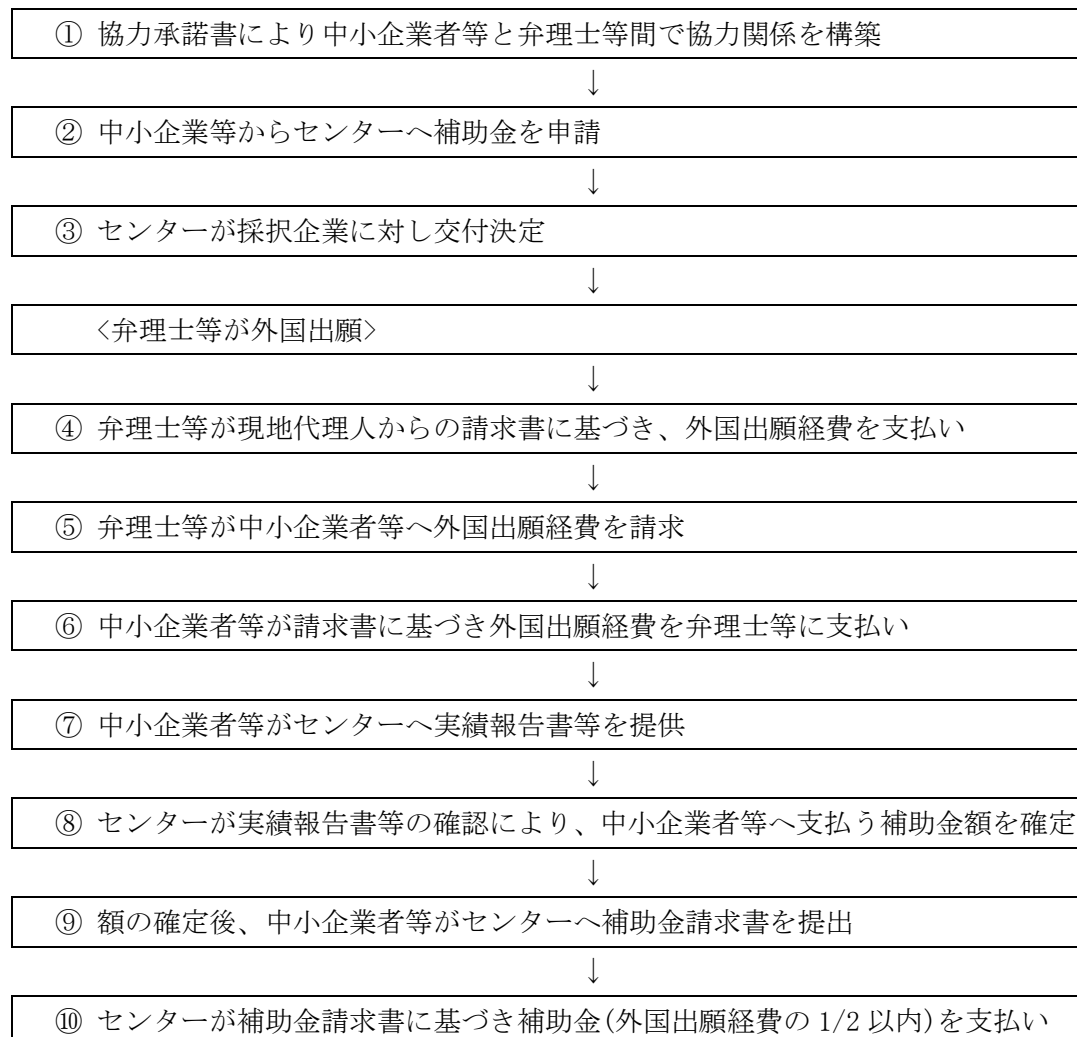 ① 協力承諾書により中小企業者等と弁理士等間で協力関係を構築
↓
② 中小企業等からセンターへ補助金を申請
↓
③ センターが採択企業に対し交付決定
↓
<弁理士等が外国出願>
↓
④ 弁理士等が現地代理人からの請求書に基づき、外国出願経費を支払い
↓
⑤ 弁理士等が中小企業者等へ外国出願経費を請求
↓
⑥ 中小企業者等が請求書に基づき外国出願経費を弁理士等に支払い
↓
⑦ 中小企業者等がセンターへ実績報告書等を提供
↓
⑧ センターが実績報告書等の確認により、中小企業者等へ支払う補助金額を確定
↓
⑨ 額の確定後、中小企業者等がセンターへ補助金請求書を提出
↓
⑩ センターが補助金請求書に基づき補助金(外国出願経費の 1/2 以内)を支払い